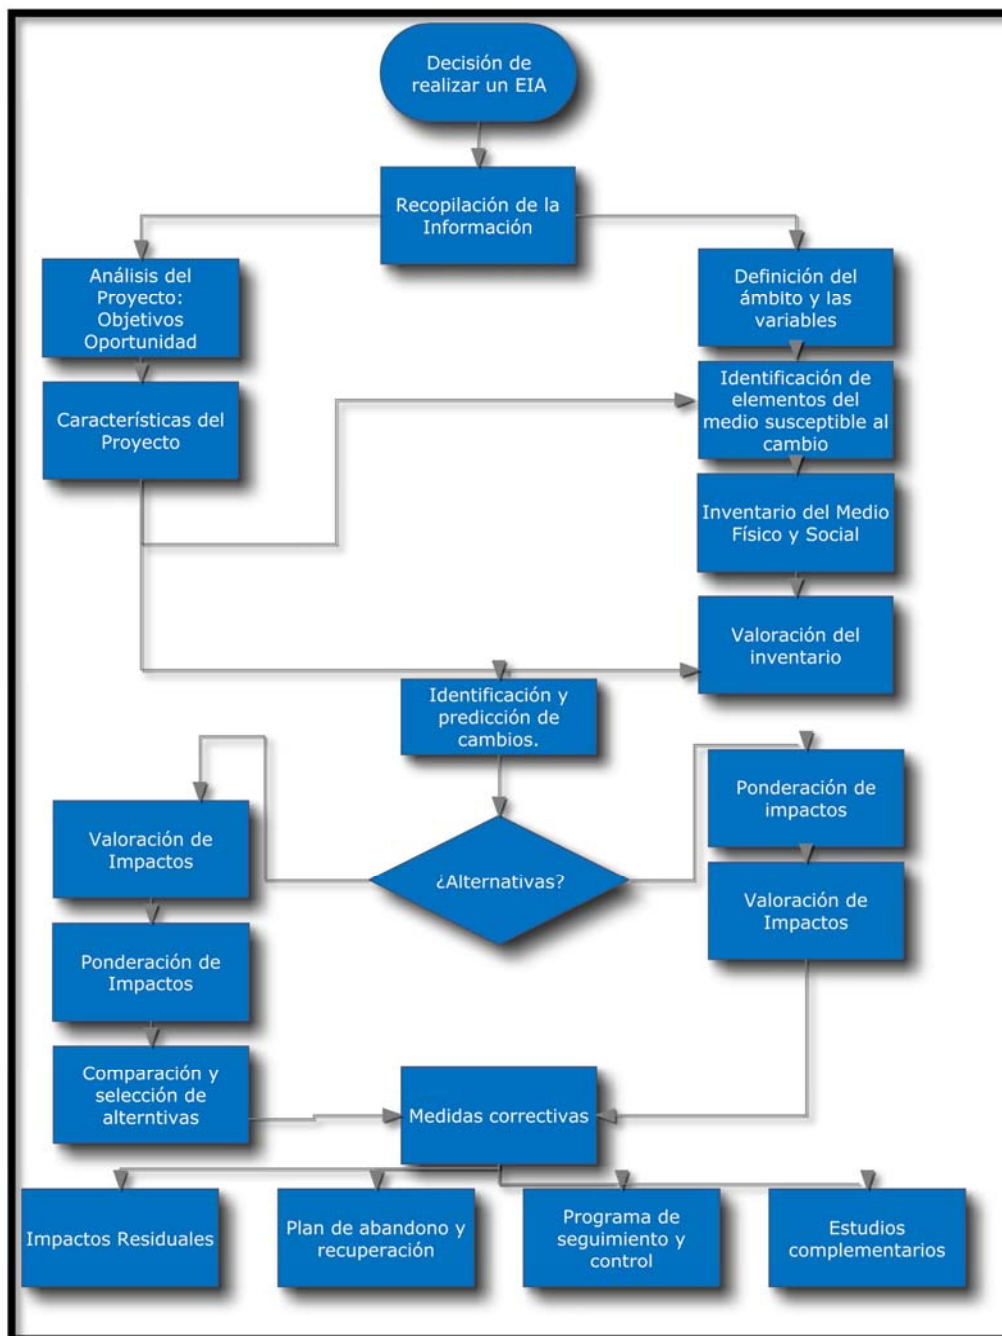 Decisión de
realizar un EIA
Recopilación de la
Información
Análisis del
Proyecto:
Objetivos
Oportunidad
Definición del
ámbito y las
variables
Características del
Proyecto
Identificación de
elementos del
medio susceptible al
cambio
Inventario del Medio
Físico y Social
Valoración del
inventario
Identificación y
predicción de
cambios.
¿Alternativas?
Valoración de
Impactos
Ponderación de
Impactos
Comparación y
selección de
alterntivas
Ponderación de
impactos
Valoración de
Impactos
Medidas correctivas
Impactos Residuales
Plan de abandono y
recuperación
Programa de
seguimiento y
control
Estudios
complementarios